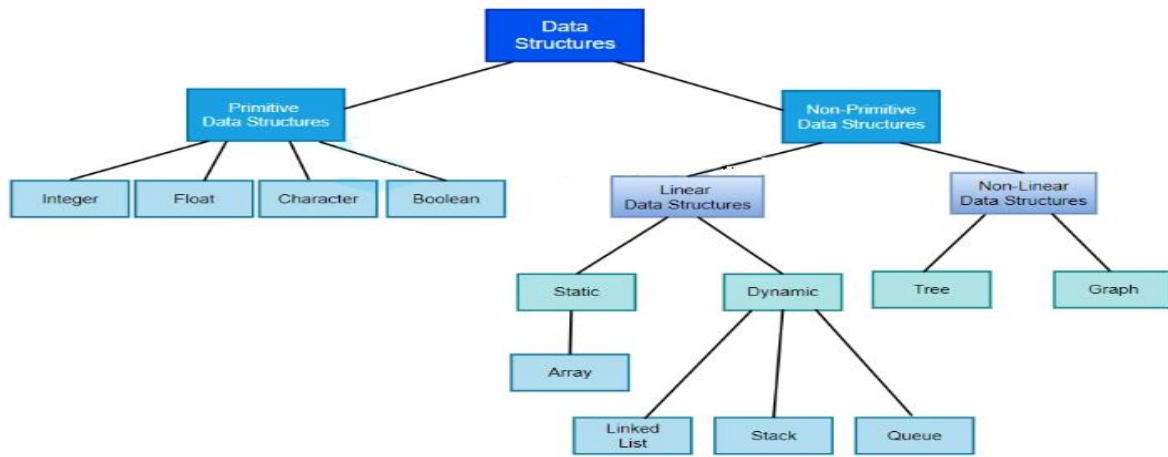 Data
Structures
Primitive
Data Structures
Non-Primitive
Data Structures
Integer
Float
Character
Boolean
Linear
Data Structures
Non-Linear
Data Structures
Static
Dynamic
Tree
Graph
Array
Linked
List
Stack
Queue